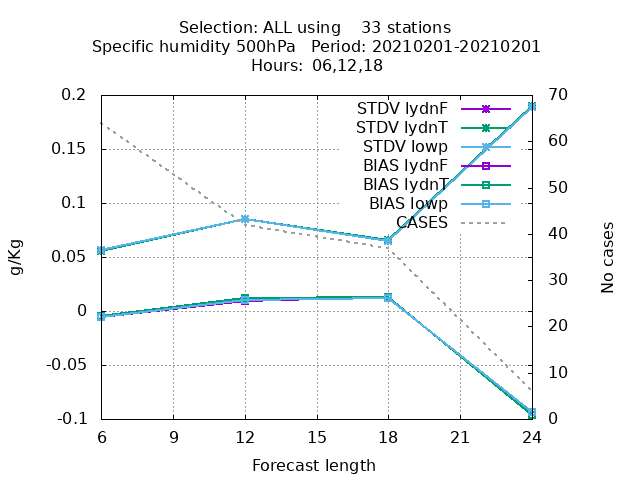 Selection: ALL using    33 stations
Specific humidity 500hPa   Period: 20210201-20210201
Hours: 06,12,18
0.2
0.15
0.1
0.05
0
-0.05
-0.1
g/Kg
STDV lydnF
STDV lydnT
STDV lowp
BIAS lydnF
BIAS lydnT
BIAS lowp
CASES
70
60
50
40
30
20
10
0
No cases
6 9 12 15 18 21 24
Forecast length